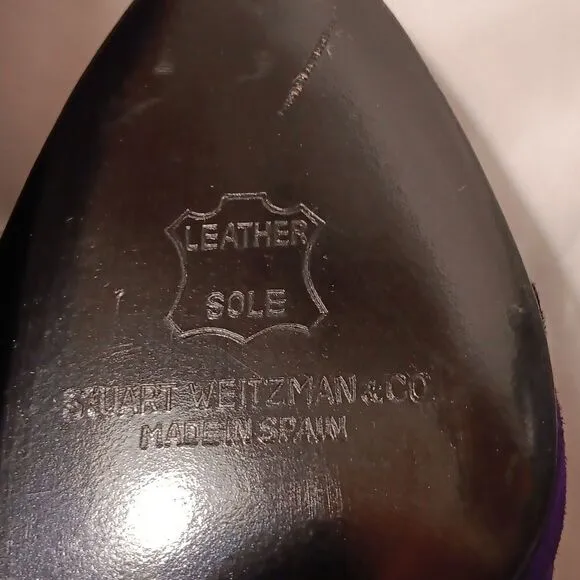 LEATHER
SOLE
STUART WEITZMAN & CO
MADE IN SPAIN